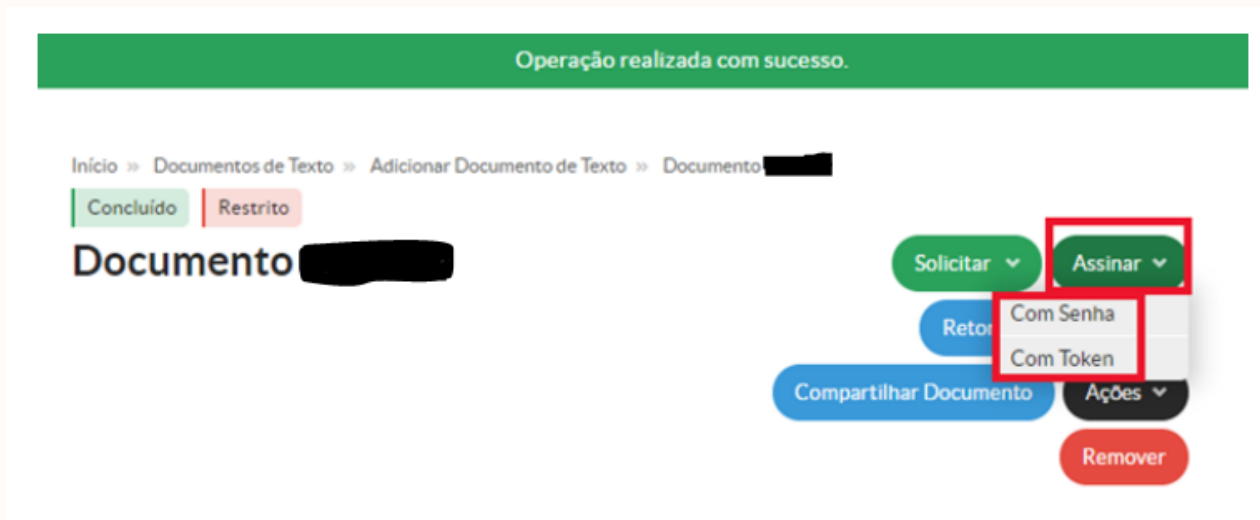 Operação realizada com sucesso.
Início » Documentos de Texto » Adicionar Documento de Texto » Documento
Concluído Restrito
Documento
Solicitar Assinar
Com Senha
Com Token
Compartilhar Documento Ações
Remover